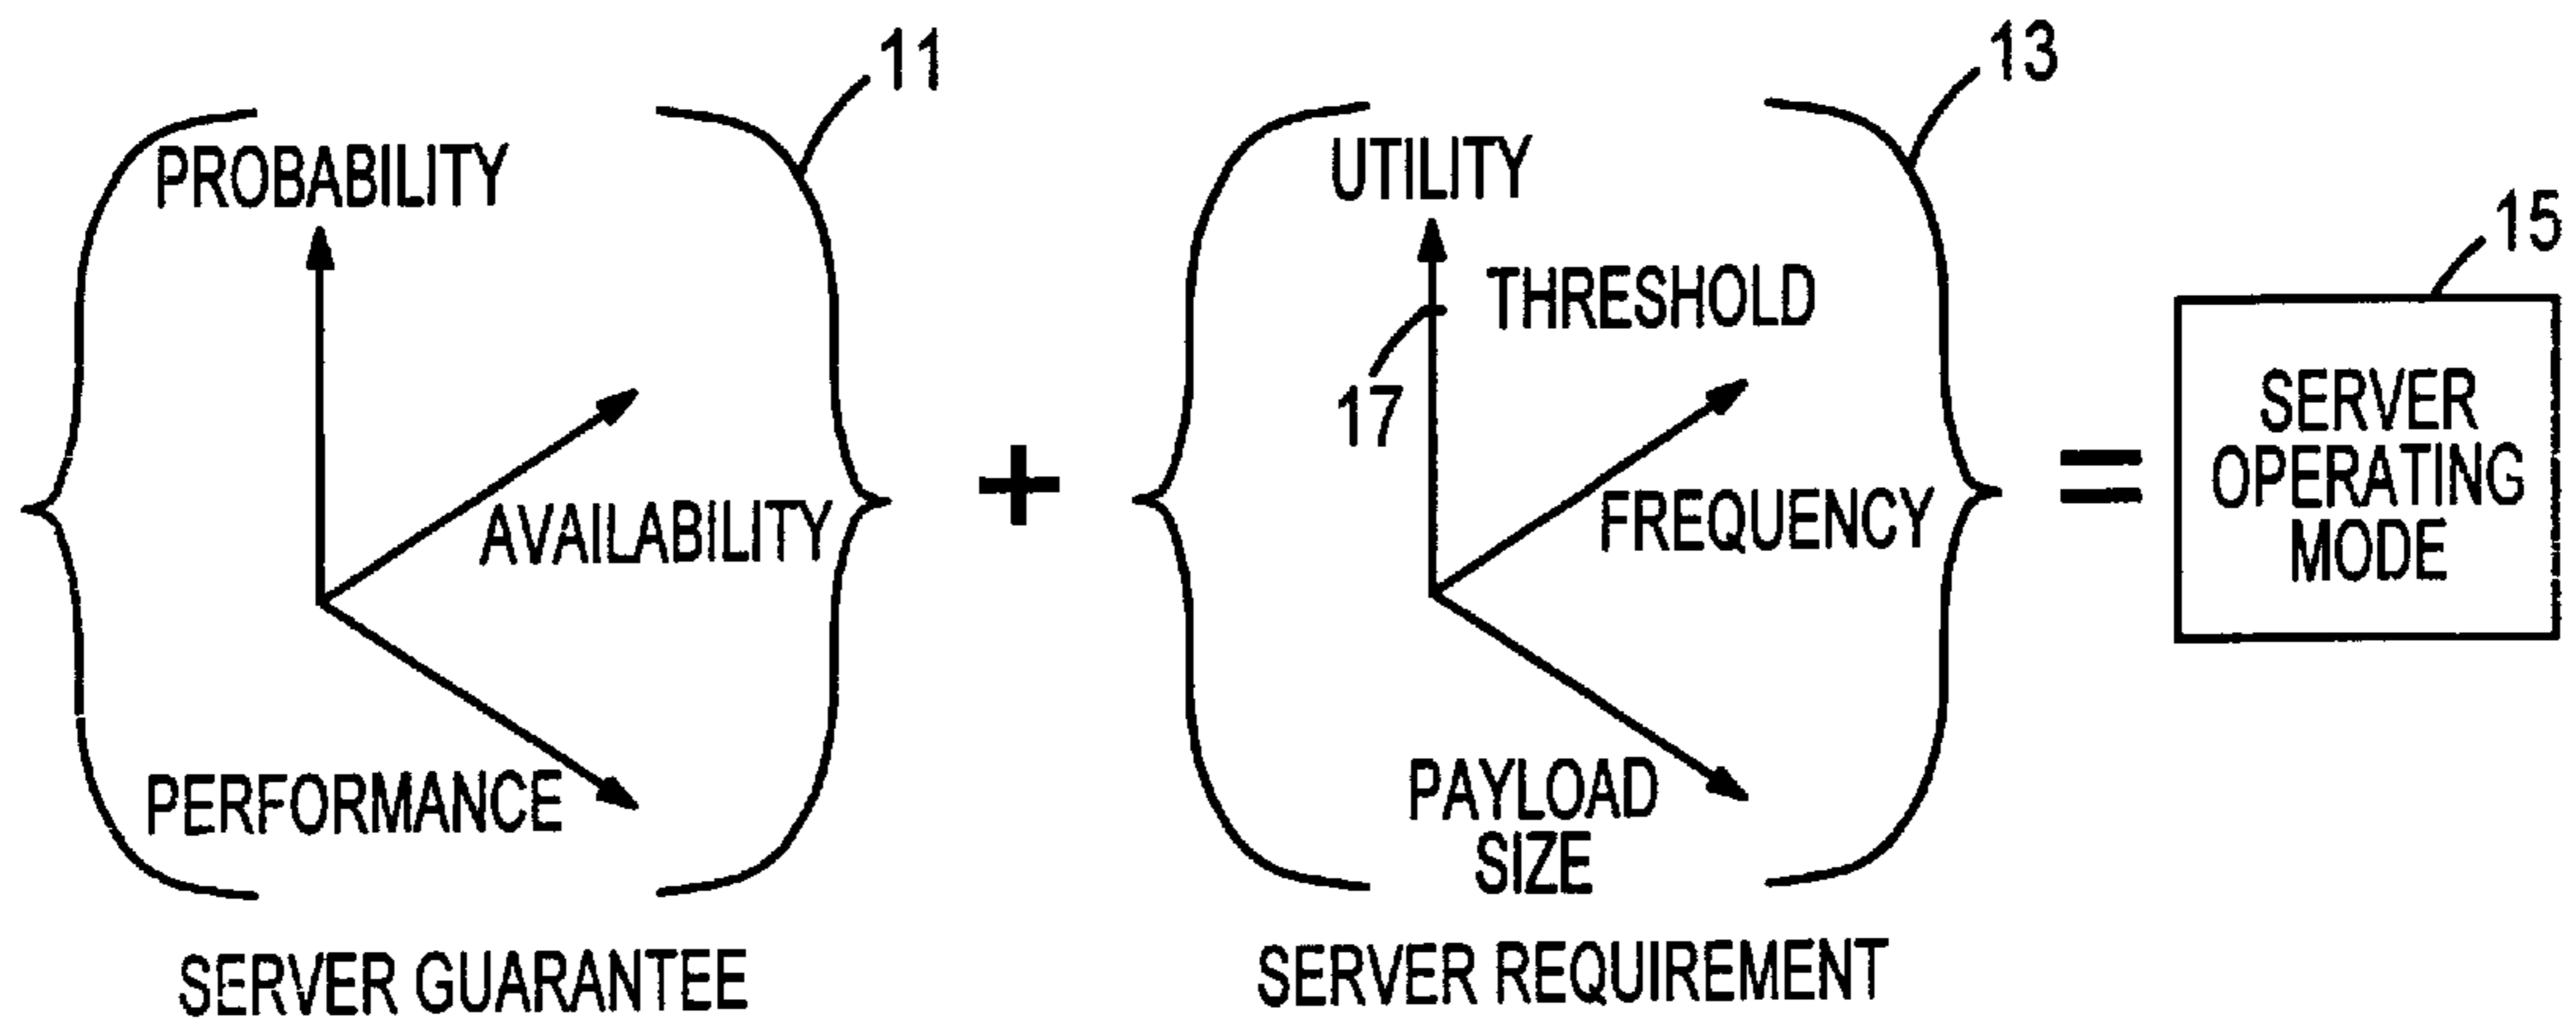 11
13
PROBABILITY
UTILITY
15
THRESHOLD
17
AVAILABILITY
+
FREQUENCY
=
SERVER
OPERATING
MODE
PERFORMANCE
PAYLOAD
SIZE
SERVER GUARANTEE
SERVER REQUIREMENT